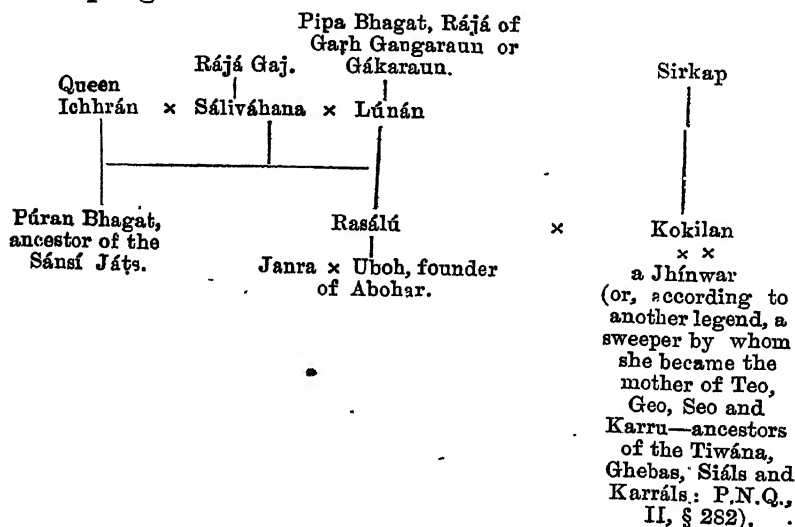 Pipa Bhagat, Rájá of
Gaṛh Gangaraun or
Gákaraun.
Rájá Gaj.
Sirkap
Queen
Ichhrán × Sáliváhana × Lúnán
Púran Bhagat,
ancestor of the
Sánsí Játs.
Rasálú × Kokilan
Janra × Uboh, founder
of Abohar.
× ×
a Jhínwar
(or, according to
another legend, a
sweeper by whom
she became the
mother of Teo,
Geo, Seo and
Karru—ancestors
of the Tiwána,
Ghebas, Siáls and
Karráls: P.N.Q.,
II, § 282).